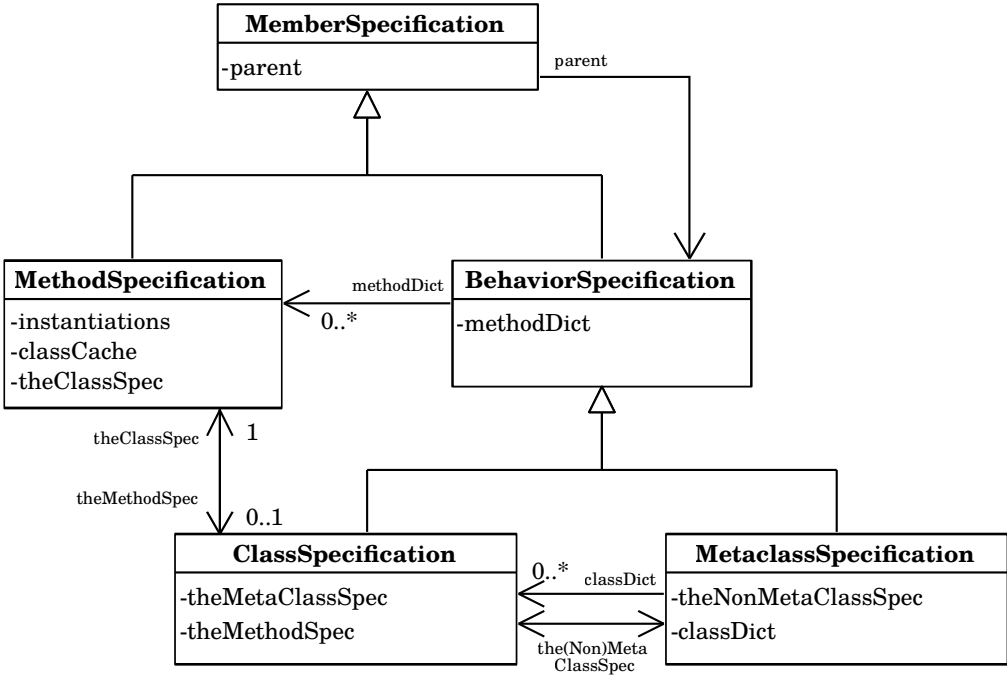 MemberSpecification
-parent
parent
MethodSpecification
-instantiations
-classCache
-theClassSpec
methodDict
0..*
BehaviorSpecification
-methodDict
theClassSpec
1
theMethodSpec
0..1
ClassSpecification
-theMetaClassSpec
-theMethodSpec
0..*
classDict
the(Non)Meta
ClassSpec
MetaclassSpecification
-theNonMetaClassSpec
-classDict